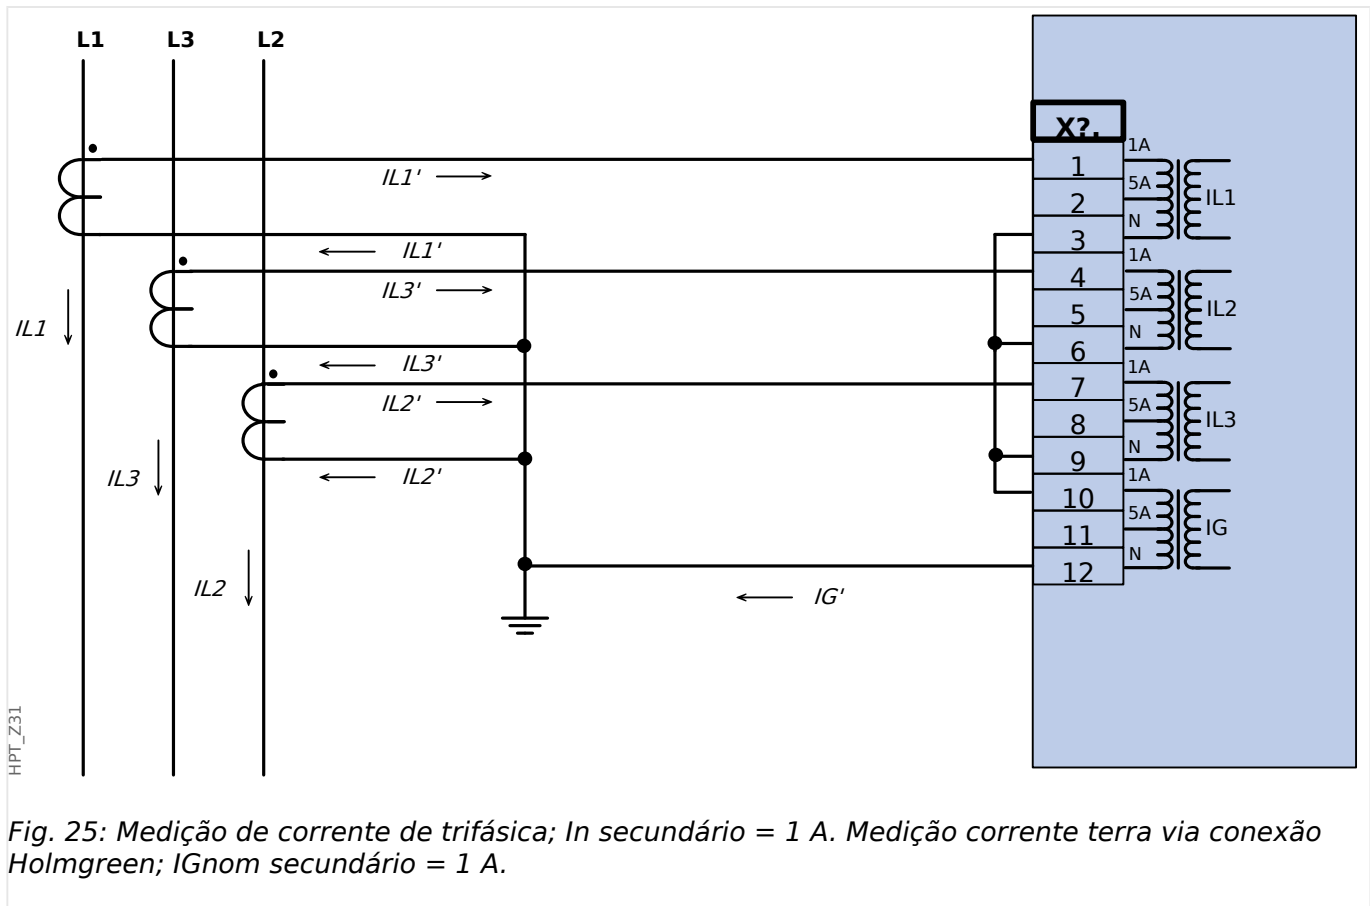 L1 L3 L2
X?.
1A
1
IL1'
5A
IL1
2
N
3
IL1'
1A
4
IL3'
5A
IL2
IL1
5
N
6
IL3'
1A
7
IL2'
5A
IL3
8
N
9
IL2'
IL3
1A
10
5A
IG
11
N
12
IL2
IG'
HPT_Z31
Fig. 25: Medição de corrente de trifásica; In secundário = 1 A. Medição corrente terra via conexão
Holmgreen; IGnom secundário = 1 A.